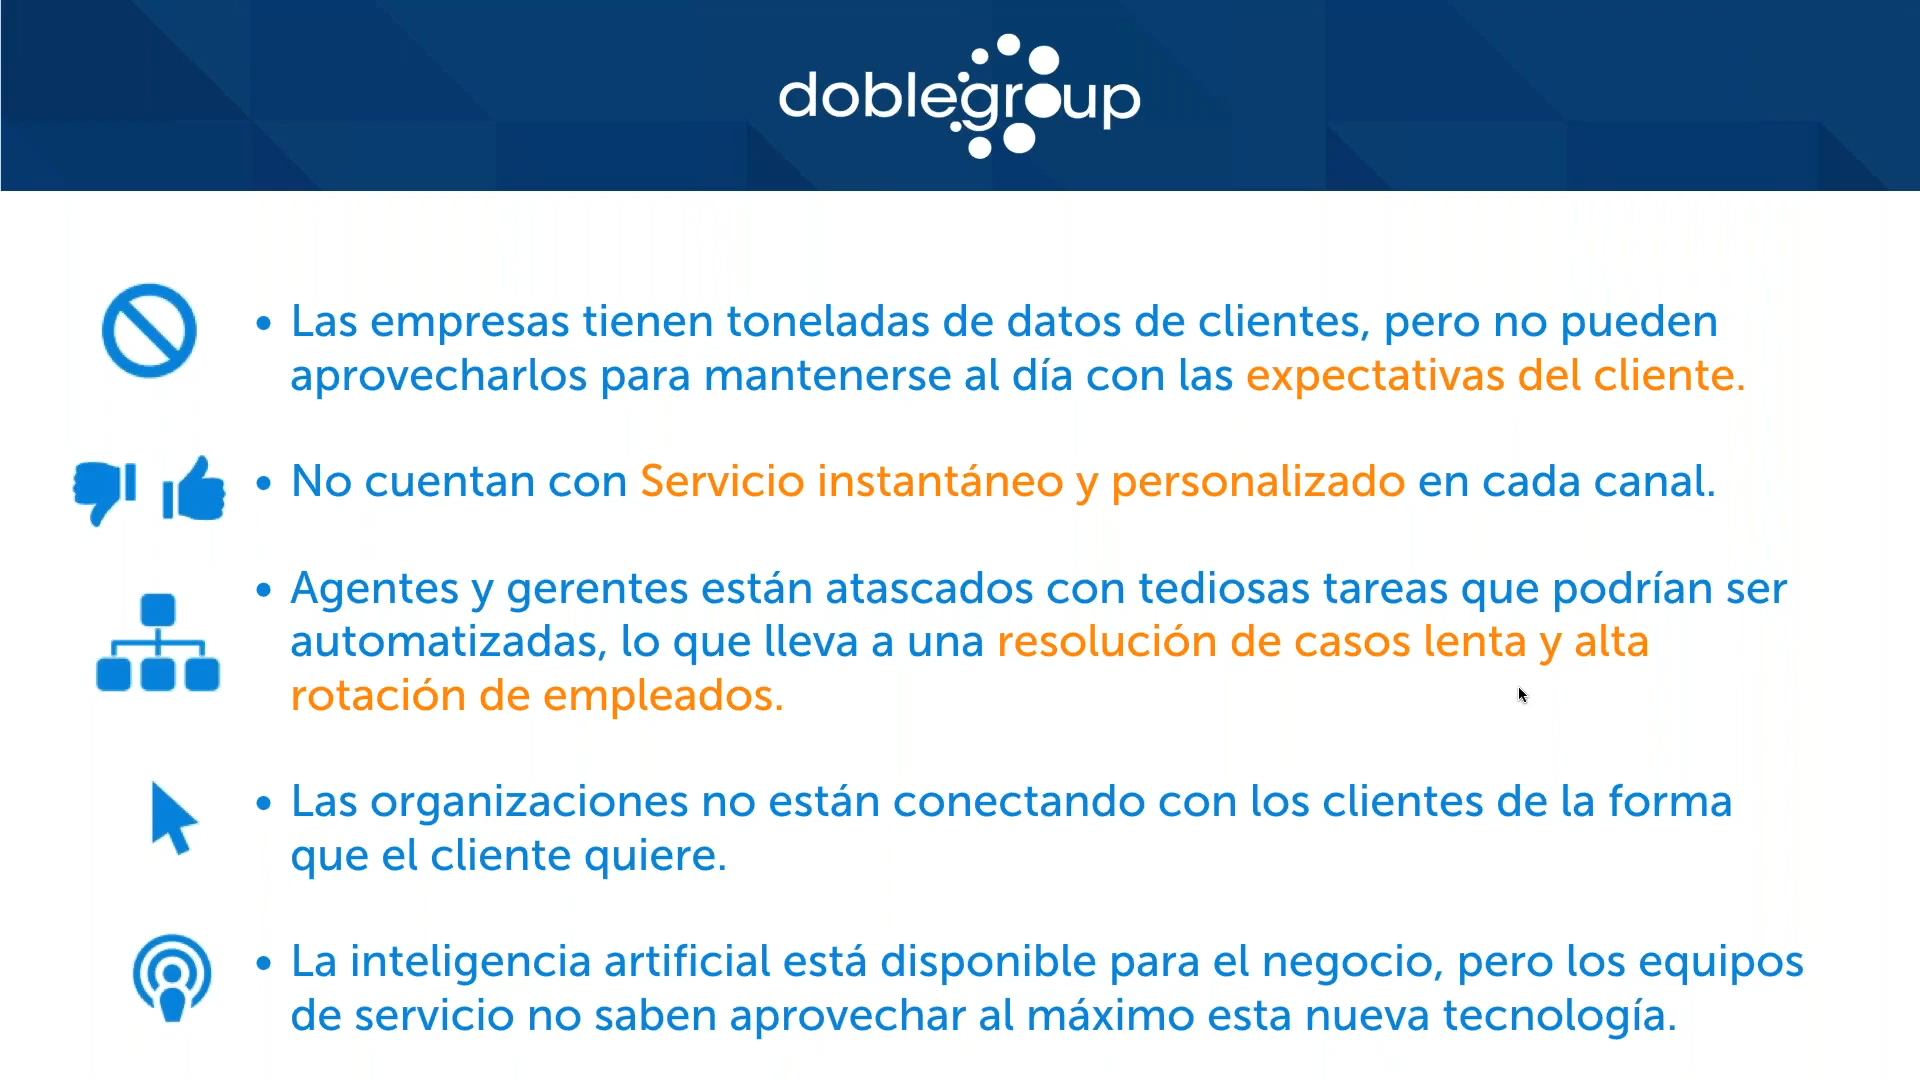 doblegroup
• Las empresas tienen toneladas de datos de clientes, pero no pueden
aprovecharlos para mantenerse al día con las expectativas del cliente.
• No cuentan con Servicio instantáneo y personalizado en cada canal.
• Agentes y gerentes están atascados con tediosas tareas que podrían ser
automatizadas, lo que lleva a una resolución de casos lenta y alta
rotación de empleados.
• Las organizaciones no están conectando con los clientes de la forma
que el cliente quiere.
• La inteligencia artificial está disponible para el negocio, pero los equipos
de servicio no saben aprovechar al máximo esta nueva tecnología.